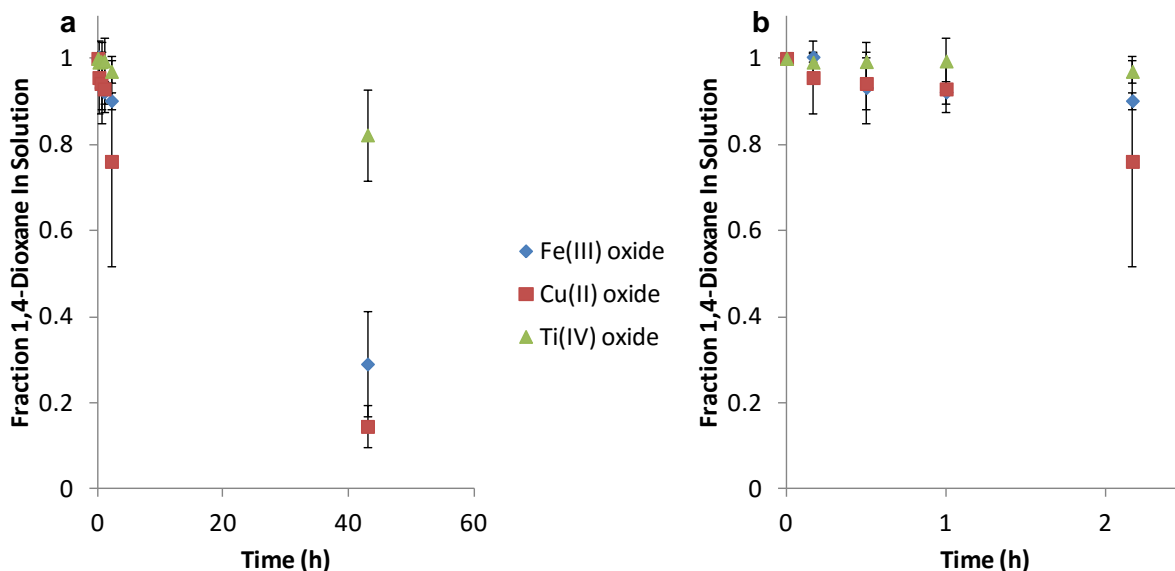 a
Fraction 1,4-Dioxane In Solution
1
0.8
0.6
0.4
0.2
0
0
20
40
60
Time (h)
Fe(III) oxide
Cu(II) oxide
Ti(IV) oxide
b
Fraction 1,4-Dioxane In Solution
1
0.8
0.6
0.4
0.2
0
0
1
2
Time (h)